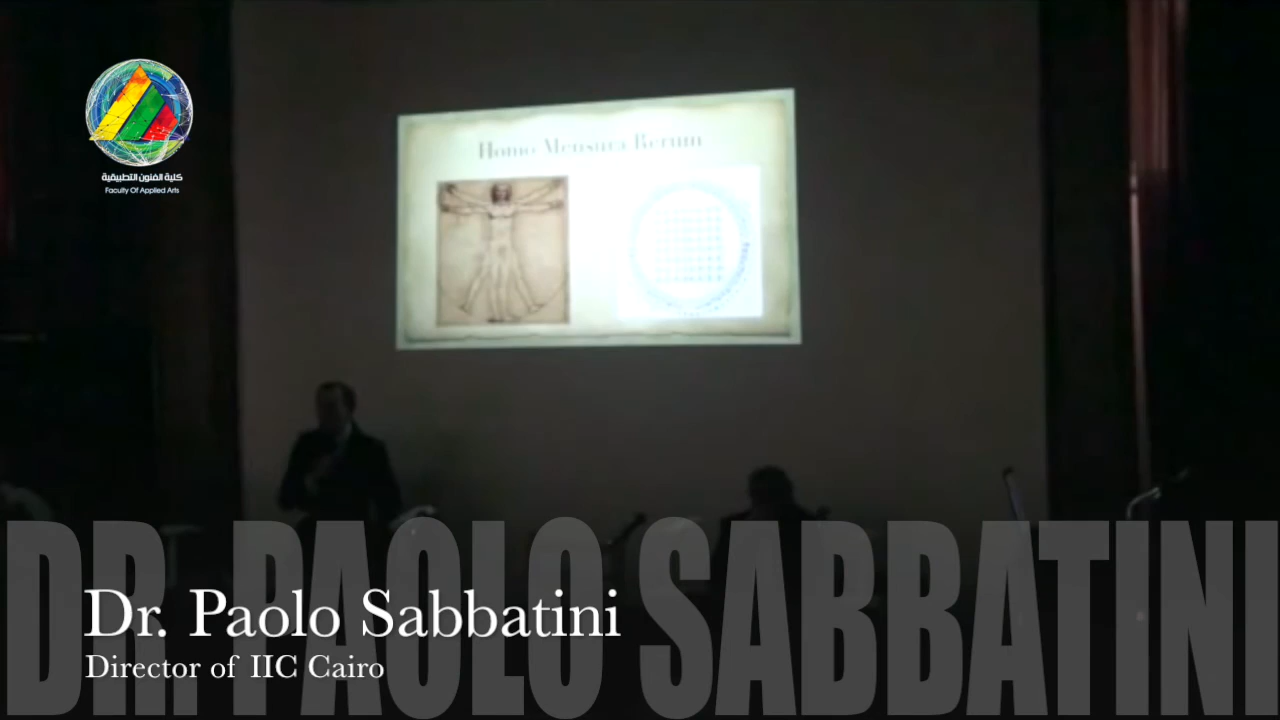 كلية الفنون التطبيقية
Faculty Of Applied Arts
Homo Mensura Rerum
DR. PAOLO SABBATINI
Dr. Paolo Sabbatini
Director of IIC Cairo